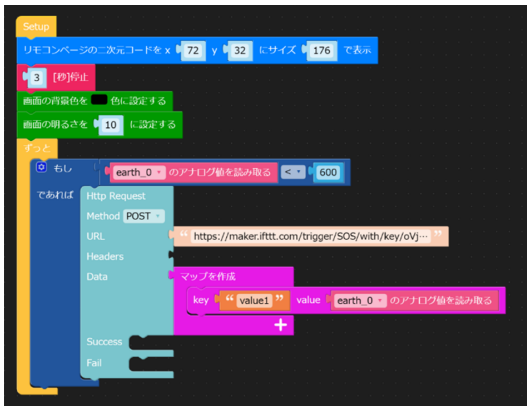 Setup
リモコンページの二次元コードを x 72 y 32 にサイズ 176 で表示
3 [秒]停止
画面の背景色を 色に設定する
画面の明るさを 10 に設定する
ずっと
もし earth_0 のアナログ値を読み取る < 600
であれば Http Request
Method POST
URL “ https://maker.ifttt.com/trigger/SOS/with/key/oVj… ”
Headers
Data マップを作成
key “ value1 ” value earth_0 のアナログ値を読み取る
+
Success
Fail